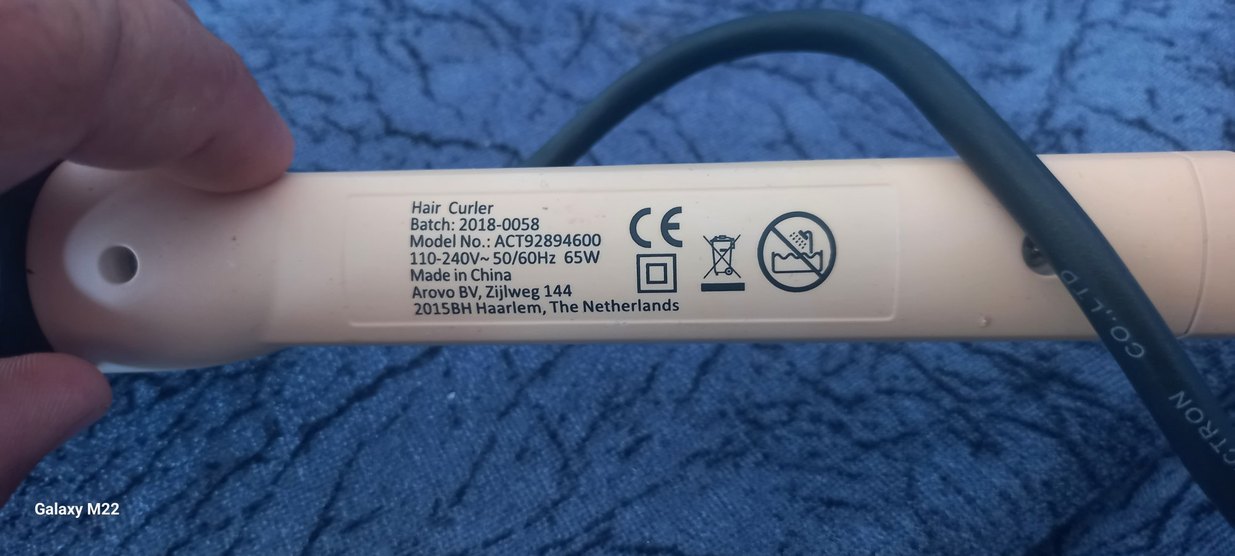 Hair Curler
Batch: 2018-0058
Model No.: ACT92894600
110-240V~ 50/60Hz 65W
Made in China
Arovo BV, Zijlweg 144
2015BH Haarlem, The Netherlands
CE
CO.,LTD
CTRON
Galaxy M22